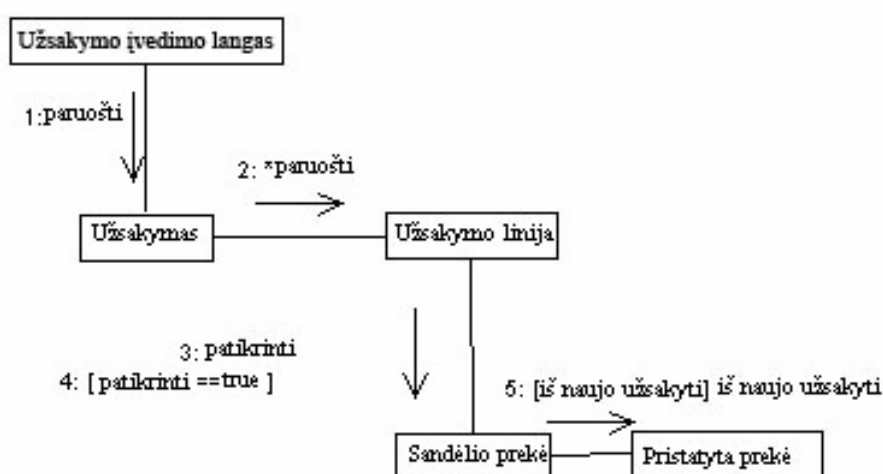 Užsakymo įvedimo langas
1:paruošti
2: *paruošti
Užsakymas
Užsakymo linija
3: patikrinti
4: [ patikrinti ==true ]
5: [iš naujo užsakyti] iš naujo užsakyti
Sandėlio prekė
Pristatyta prekė